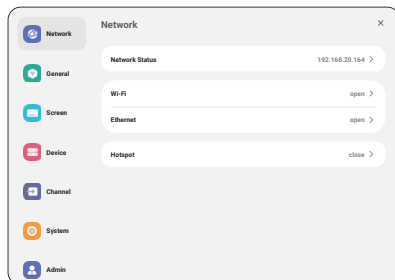 Network
General
Screen
Device
Channel
System
Admin
Network
Network Status 192.168.20.164
Wi-Fi open
Ethernet open
Hotspot close